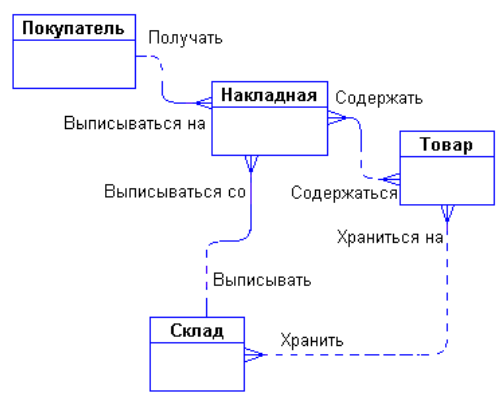 Покупатель
Получать
Накладная
Содержать
Выписываться на
Товар
Выписываться со
Содержаться
Храниться на
Выписывать
Склад
Хранить